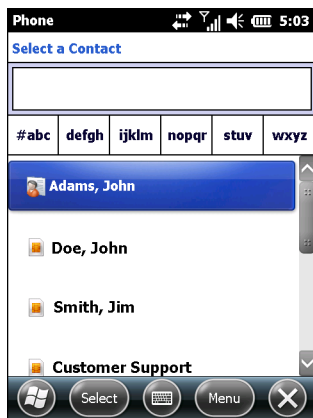 Phone 5:03
Select a Contact
#abc defgh ijklm nopqr stuv wxyz
Adams, John
Doe, John
Smith, Jim
Customer Support
Select Menu